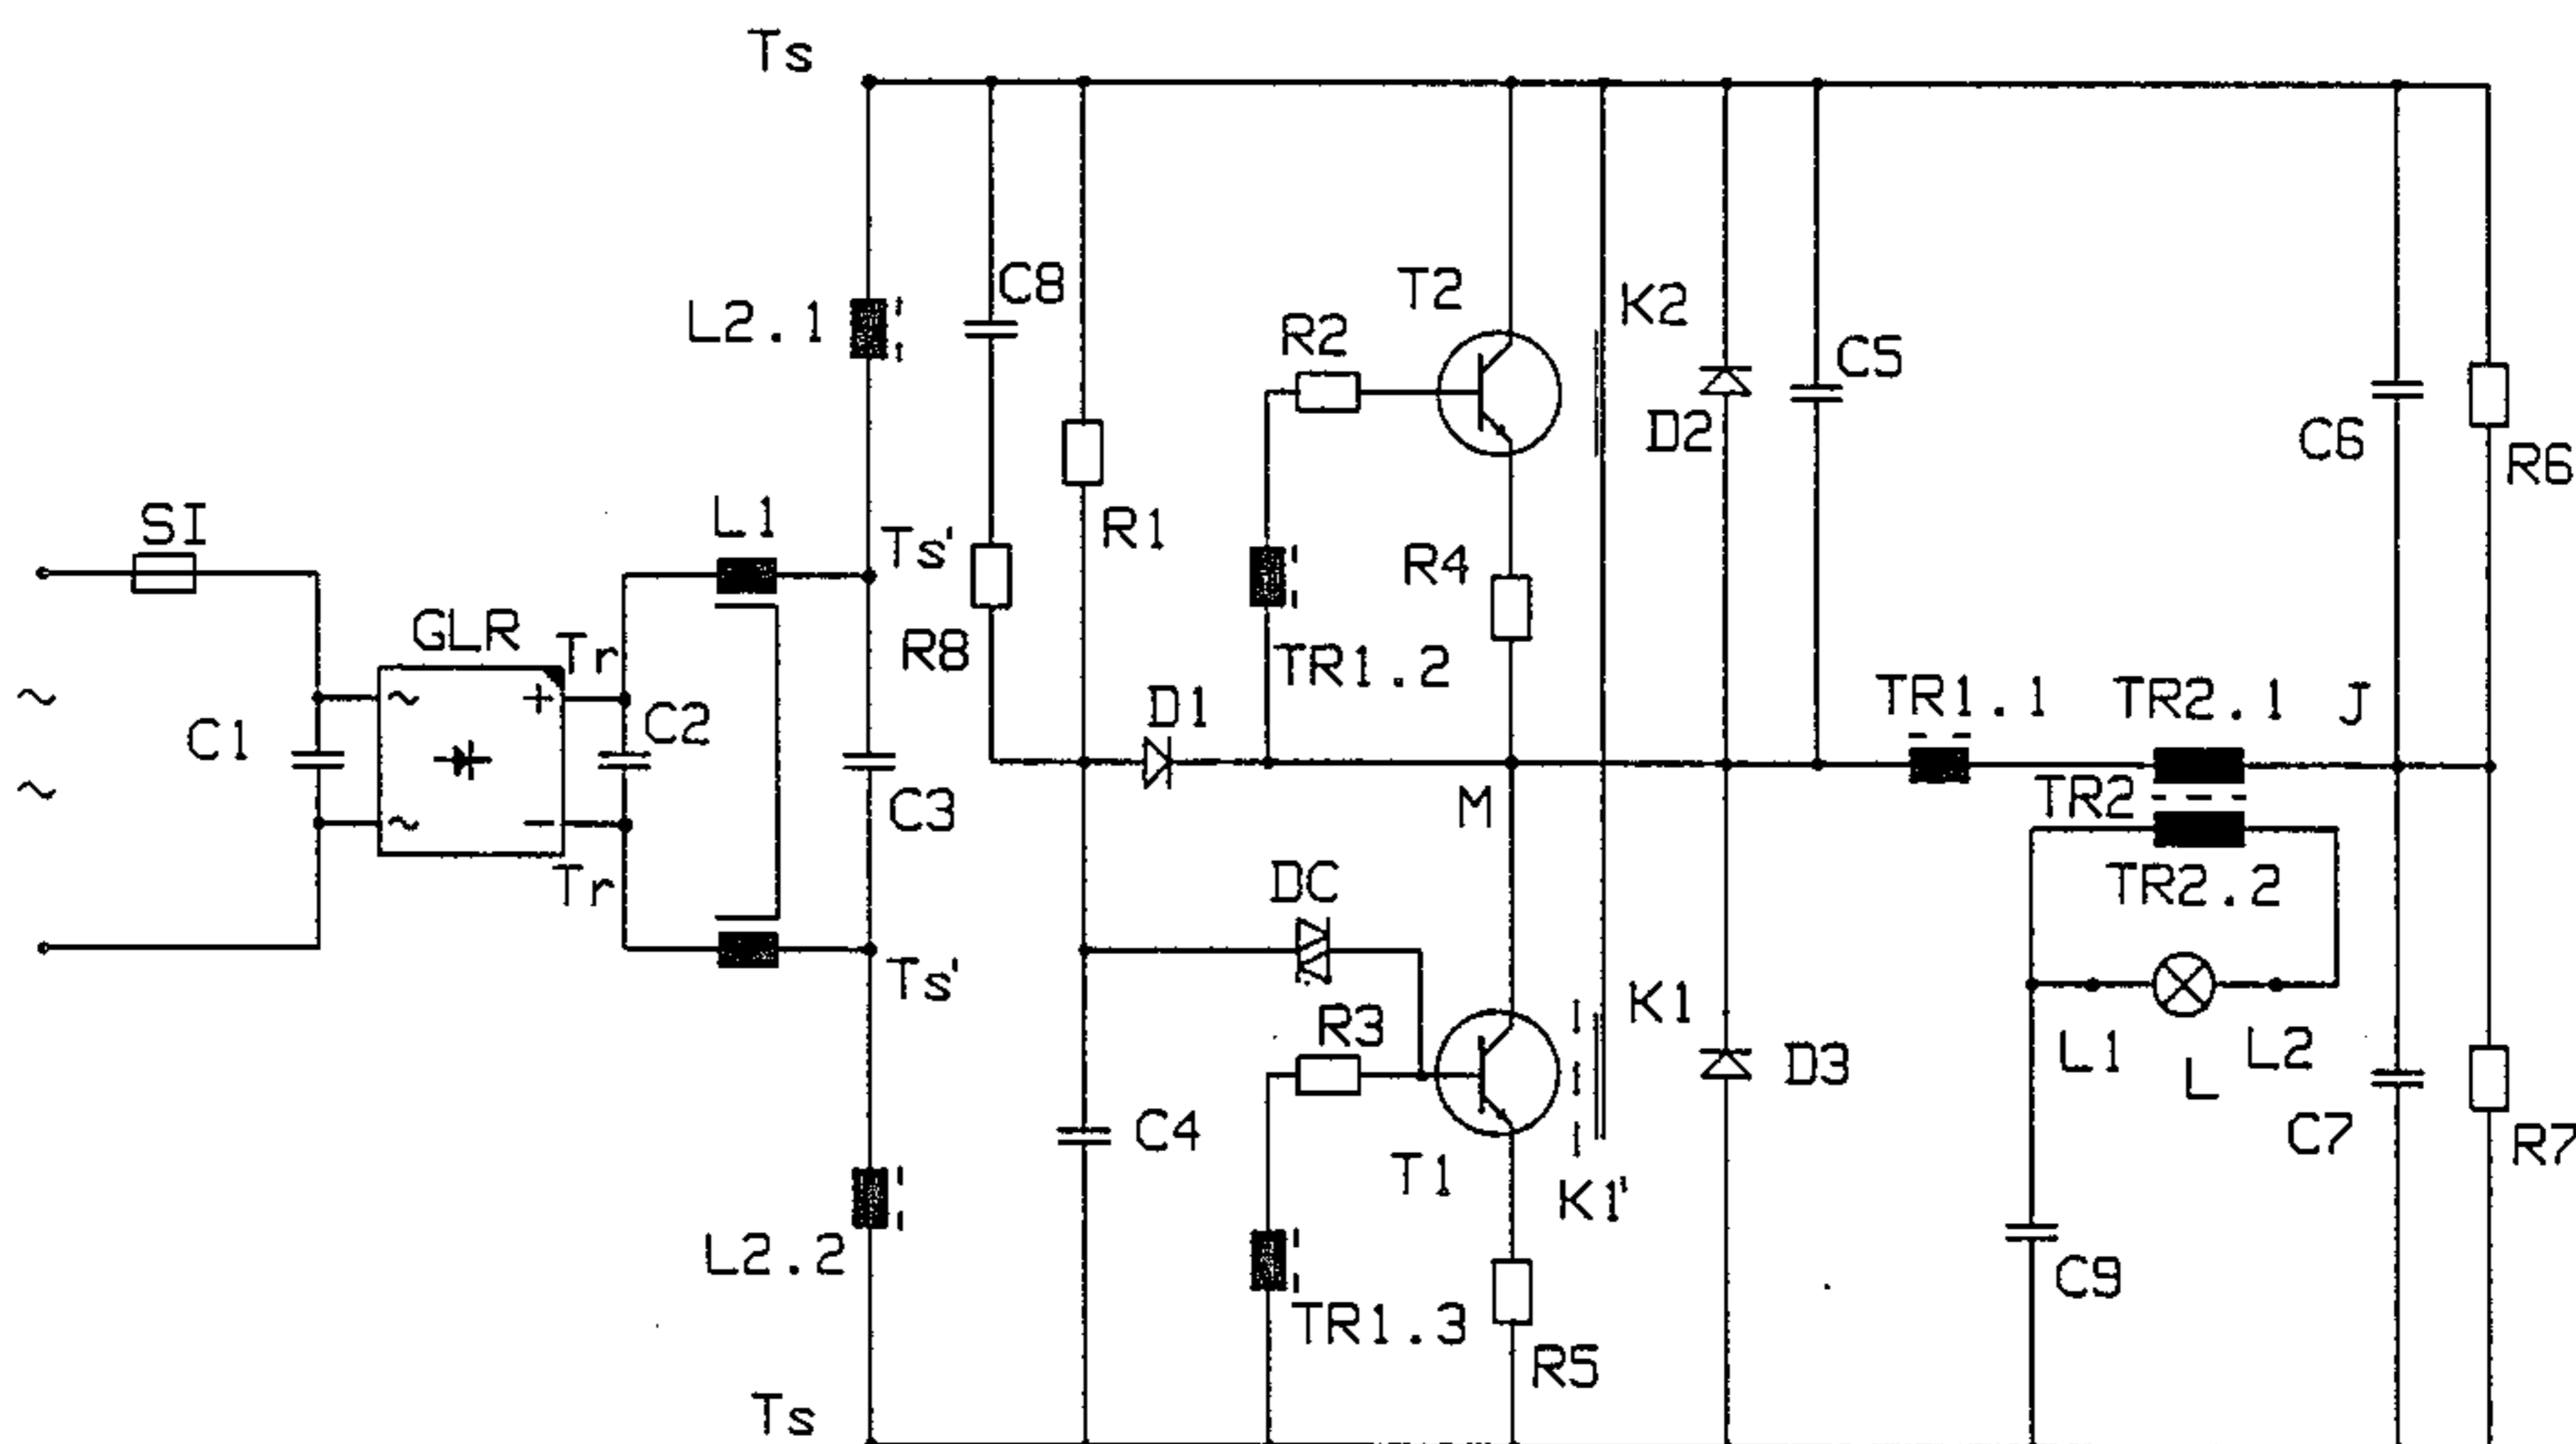 Ts
C8
T2
K2
L2.1
R2
C5
D2
C6
R6
SI
L1
Ts'
R1
R4
GLR
Tr
R8
TR1.2
~
~
+
C1
C2
D1
TR1.1
TR2.1
J
~
~
−
C3
M
TR2
Tr
DC
TR2.2
Ts'
K1
R3
D3
L1
L
L2
C4
T1
K1'
C7
R7
L2.2
C9
TR1.3
R5
Ts